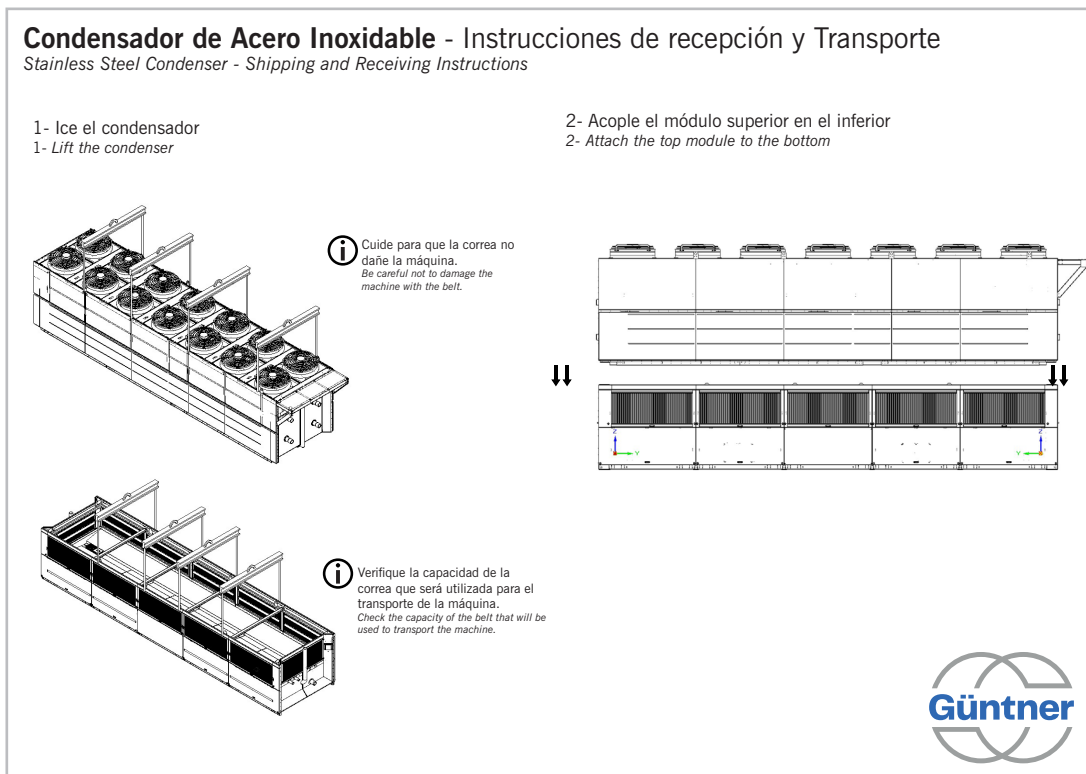 Condensador de Acero Inoxidable - Instrucciones de recepción y Transporte
Stainless Steel Condenser - Shipping and Receiving Instructions
1- Ice el condensador
1- Lift the condenser
Cuide para que la correa no
dañe la máquina.
Be careful not to damage the
machine with the belt.
Verifique la capacidad de la
correa que será utilizada para el
transporte de la máquina.
Check the capacity of the belt that will be
used to transport the machine.
2- Acople el módulo superior en el inferior
2- Attach the top module to the bottom
Z
Y
Z
Y
Güntner